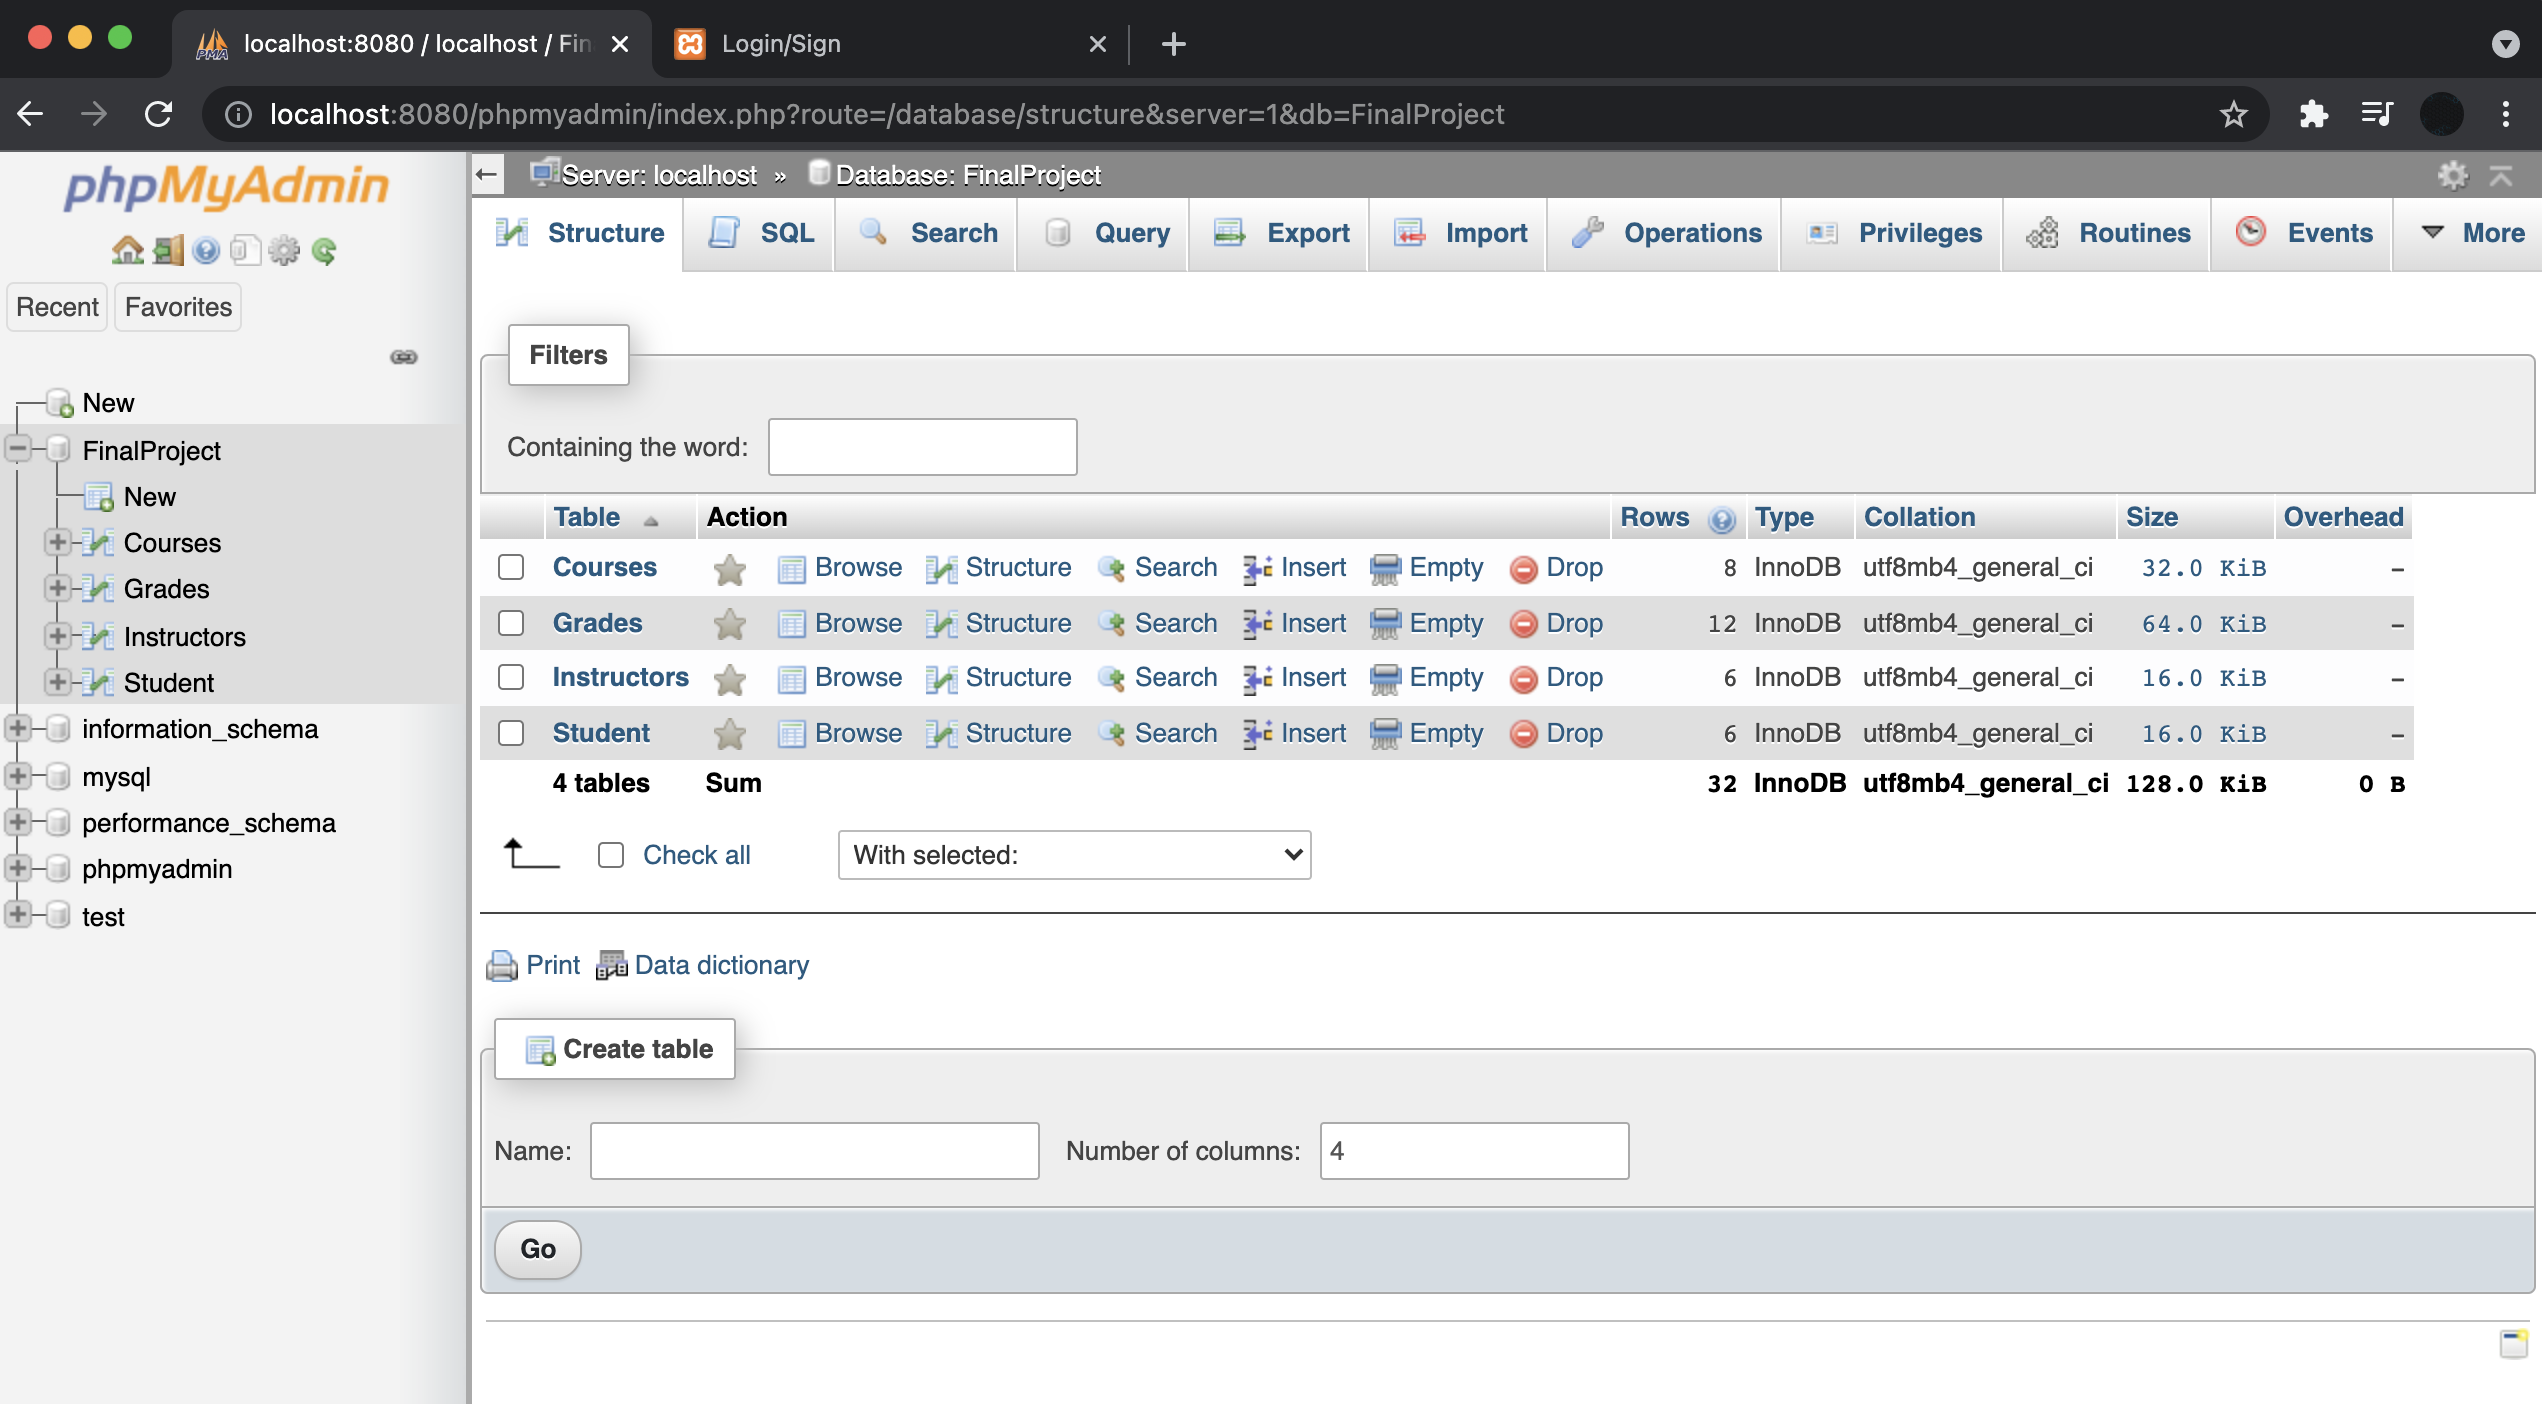 localhost:8080 / localhost / Fin
Login/Sign
localhost:8080/phpmyadmin/index.php?route=/database/structure&server=1&db=FinalProject
phpMyAdmin
Recent
Favorites
New
FinalProject
New
Courses
Grades
Instructors
Student
information_schema
mysql
performance_schema
phpmyadmin
test
Server: localhost » Database: FinalProject
Structure SQL Search Query Export Import Operations Privileges Routines Events More
Filters
Containing the word:
Table Action Rows Type Collation Size Overhead
Courses Browse Structure Search Insert Empty Drop 8 InnoDB utf8mb4_general_ci 32.0 KiB –
Grades Browse Structure Search Insert Empty Drop 12 InnoDB utf8mb4_general_ci 64.0 KiB –
Instructors Browse Structure Search Insert Empty Drop 6 InnoDB utf8mb4_general_ci 16.0 KiB –
Student Browse Structure Search Insert Empty Drop 6 InnoDB utf8mb4_general_ci 16.0 KiB –
4 tables Sum 32 InnoDB utf8mb4_general_ci 128.0 KiB 0 B
Check all
With selected:
Print
Data dictionary
Create table
Name:
Number of columns: 4
Go